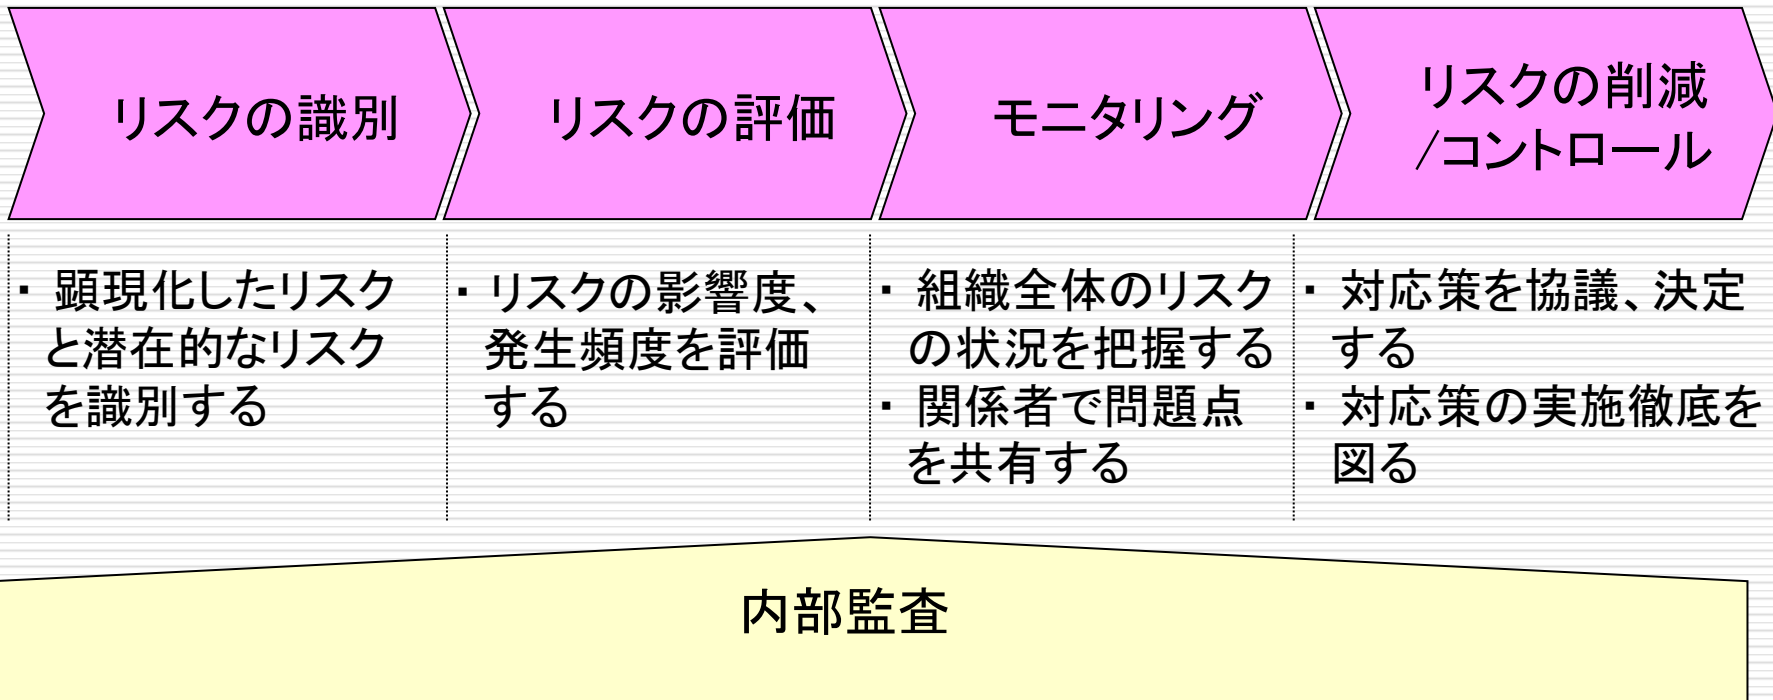 リスクの識別
リスクの評価
モニタリング
リスクの削減
/コントロール
・ 顕現化したリスク
と潜在的なリスク
を識別する
・リスクの影響度、
発生頻度を評価
する
・ 組織全体のリスク
の状況を把握する
・ 関係者で問題点
を共有する
・ 対応策を協議、決定
する
・ 対応策の実施徹底を
図る
内部監査